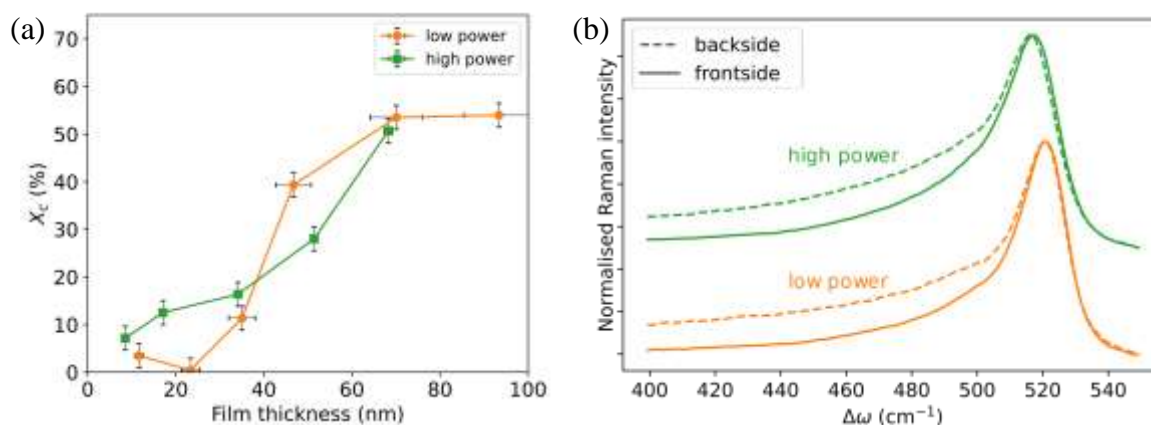 (a)
70
60
50
40
30
20
10
0
X_c (%)
low power
high power
0 20 40 60 80 100
Film thickness (nm)
(b)
Normalised Raman intensity
backside
frontside
high power
low power
400 420 440 460 480 500 520 540
Δω (cm⁻¹)